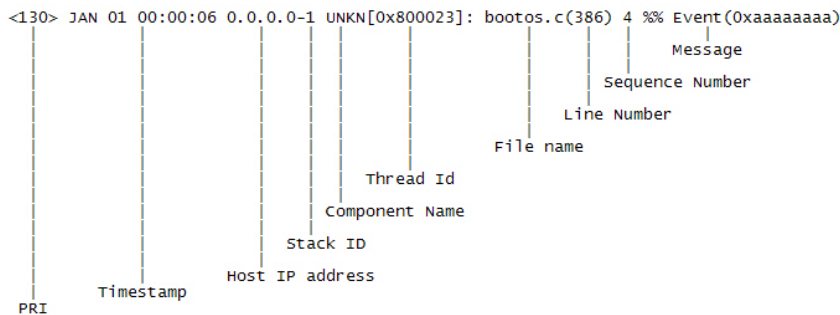 <130> JAN 01 00:00:06 0.0.0.0-1 UNKN[0x800023]: bootos.c(386) 4 %% Event(0xaaaaaaaa)
Message
Sequence Number
Line Number
File name
Thread Id
Component Name
Stack ID
Host IP address
Timestamp
PRI